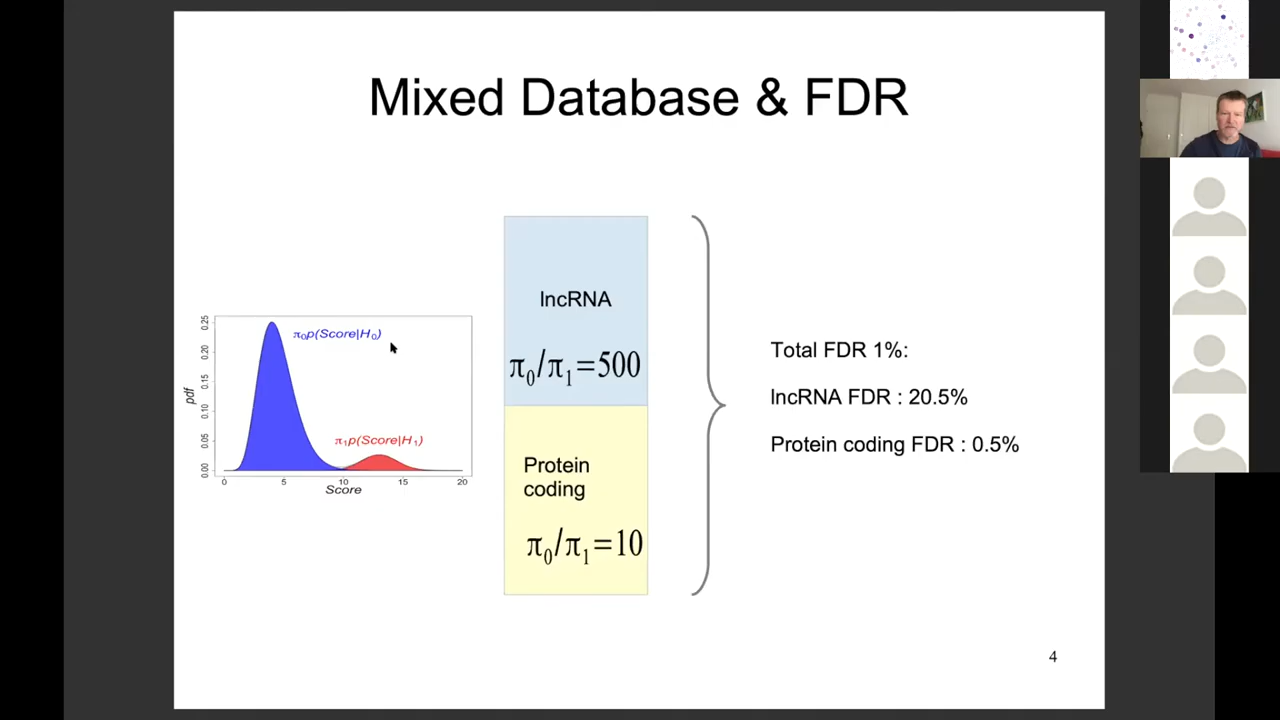 Mixed Database & FDR
lncRNA
π0/π1=500
Protein
coding
π0/π1=10
Total FDR 1%:
lncRNA FDR : 20.5%
Protein coding FDR : 0.5%
π0p(Score|H0)
π1p(Score|H1)
pdf
0.25
0.20
0.15
0.10
0.05
0.00
0
5
10
15
20
Score
4